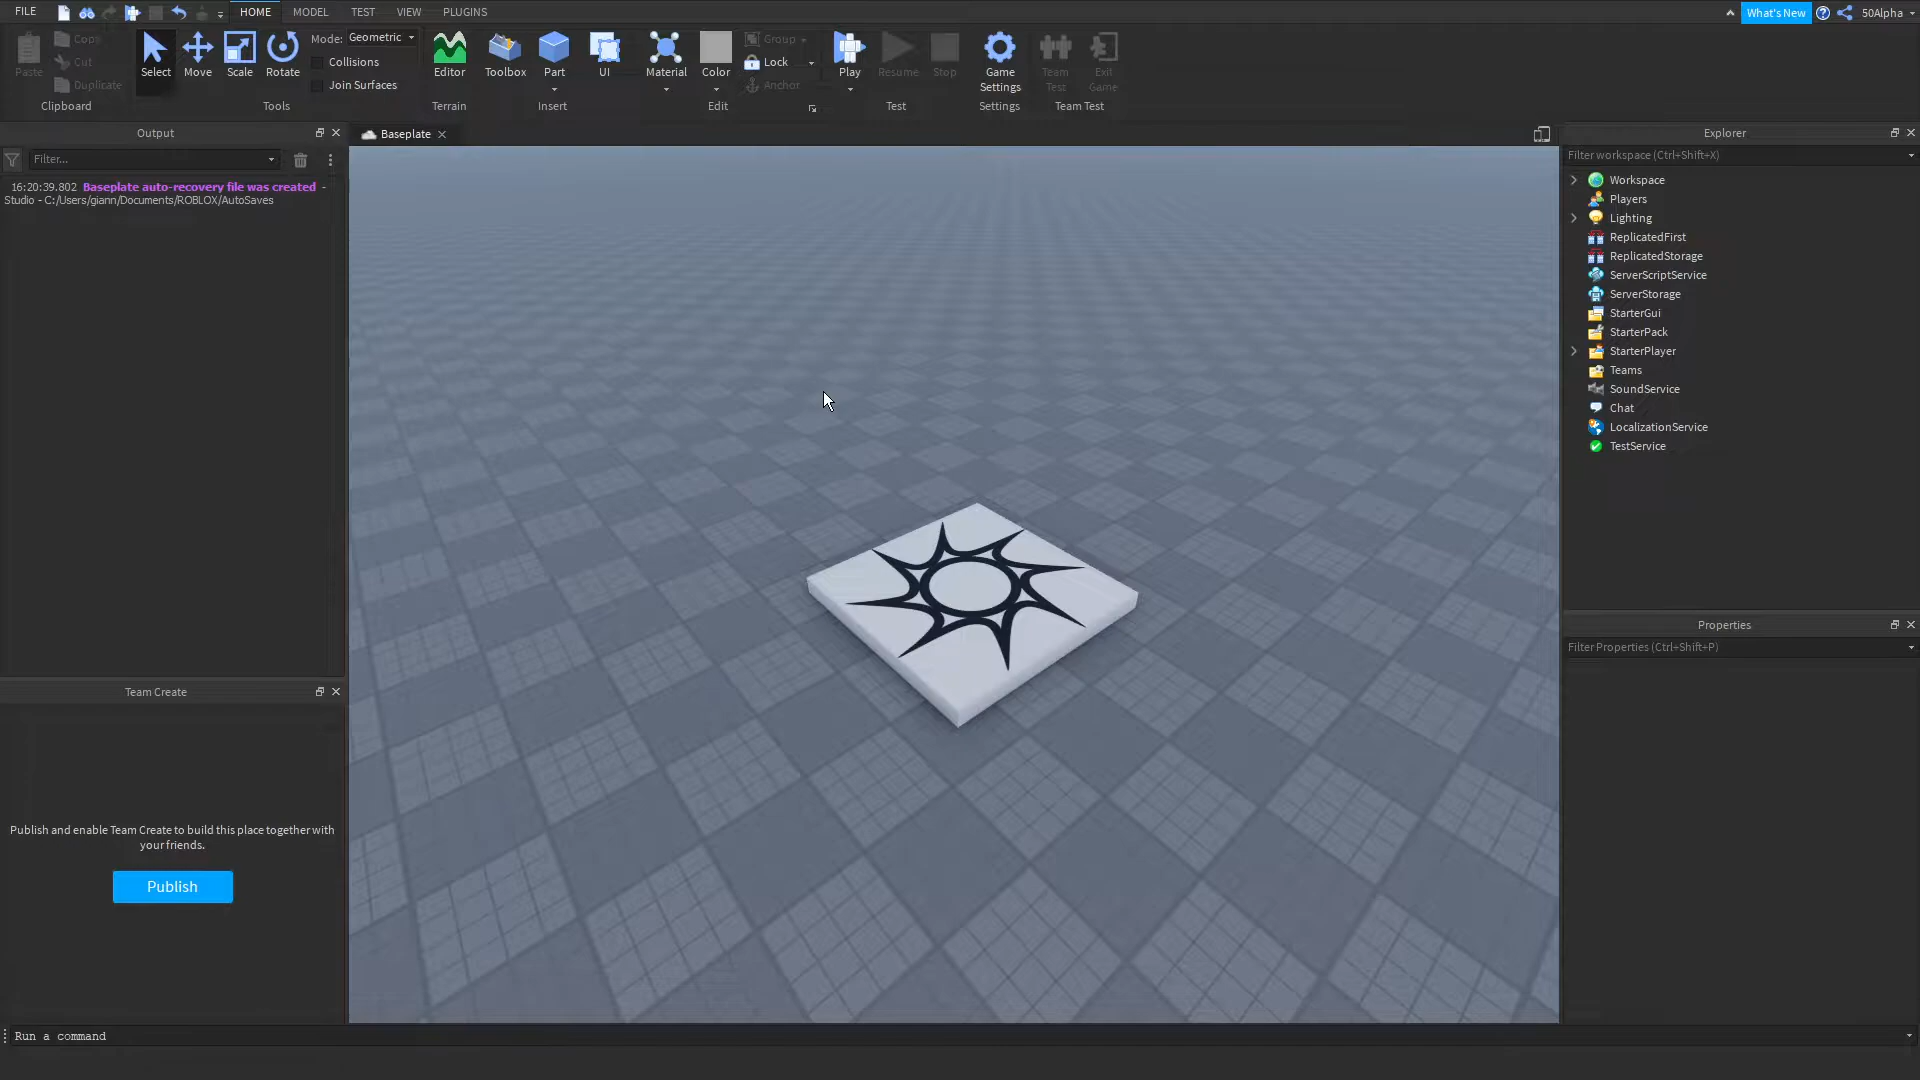 FILE
HOME
MODEL
TEST
VIEW
PLUGINS
What's New
50Alpha
Paste
Copy
Cut
Duplicate
Clipboard
Select
Move
Scale
Rotate
Mode: Geometric
Collisions
Join Surfaces
Tools
Editor
Terrain
Toolbox
Part
UI
Insert
Material
Color
Group
Lock
Anchor
Edit
Play
Resume
Stop
Test
Game
Settings
Settings
Team
Test
Exit
Game
Team Test
Output
Filter...
16:20:39.802 Baseplate auto-recovery file was created -
Studio - C:/Users/giann/Documents/ROBLOX/AutoSaves
Team Create
Publish and enable Team Create to build this place together with
your friends.
Publish
Baseplate
Explorer
Filter workspace (Ctrl+Shift+X)
Workspace
Players
Lighting
ReplicatedFirst
ReplicatedStorage
ServerScriptService
ServerStorage
StarterGui
StarterPack
StarterPlayer
Teams
SoundService
Chat
LocalizationService
TestService
Properties
Filter Properties (Ctrl+Shift+P)
Run a command